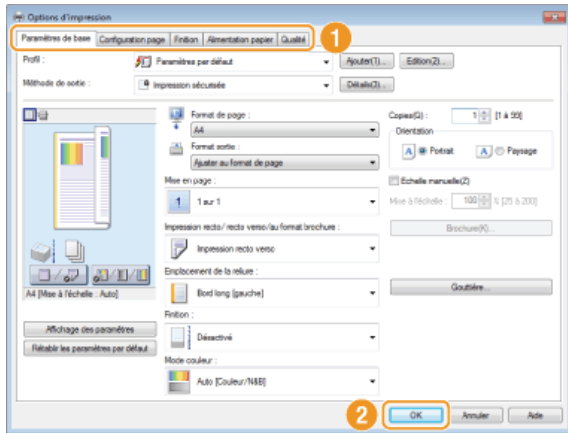 Options d'impression
Paramètres de base Configuration page Finition Alimentation papier Qualité
1
Profil : Paramètres par défaut Ajouter(1)... Edition(2)...
Méthode de sortie : Impression sécurisée Détails(3)...
Format de page : Copies(Q) : 1 [1 à 99]
A4 Orientation
Format sortie : A Portrait A Paysage
Ajuster au format de page
Mise en page : Echelle manuelle(Z)
1 1 sur 1 Mise à l'échelle : 100 % [25 à 200]
Impression recto/ recto verso/au format brochure : Brochure(K)...
Impression recto verso
Emplacement de la reliure :
Bord long [gauche] Gouttière...
A4 [Mise à l'échelle : Auto]
Finition :
Affichage des paramètres Désactivé
Rétablir les paramètres par défaut
Mode couleur :
Auto [Couleur/N&B]
2 OK Annuler Aide